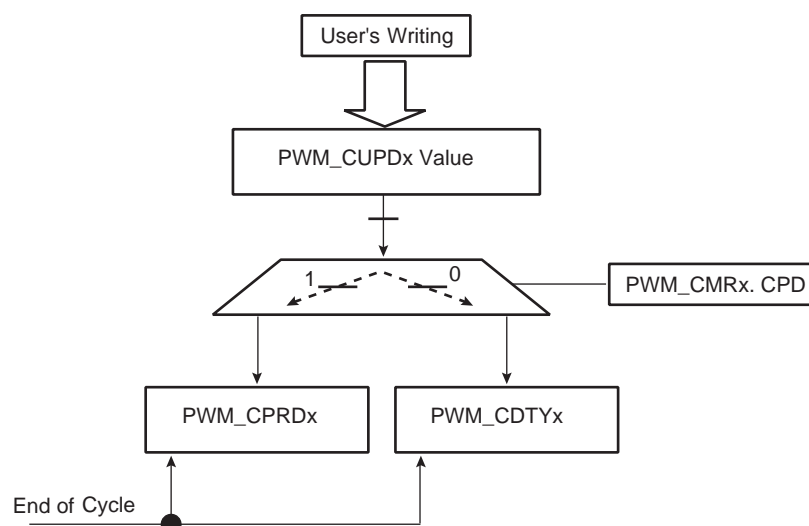 User's Writing
PWM_CUPDx Value
1
0
PWM_CMRx. CPD
PWM_CPRDx
PWM_CDTYx
End of Cycle